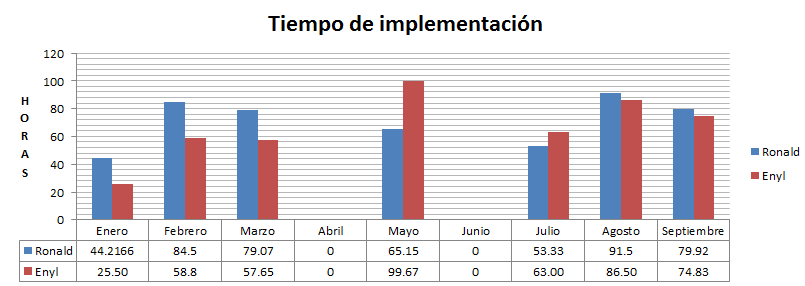 Tiempo de implementación
120
100
80
60
40
20
0
HORAS
Enero Febrero Marzo Abril Mayo Junio Julio Agosto Septiembre
Ronald 44.2166 84.5 79.07 0 65.15 0 53.33 91.5 79.92
Enyl 25.50 58.8 57.65 0 99.67 0 63.00 86.50 74.83
Ronald
Enyl